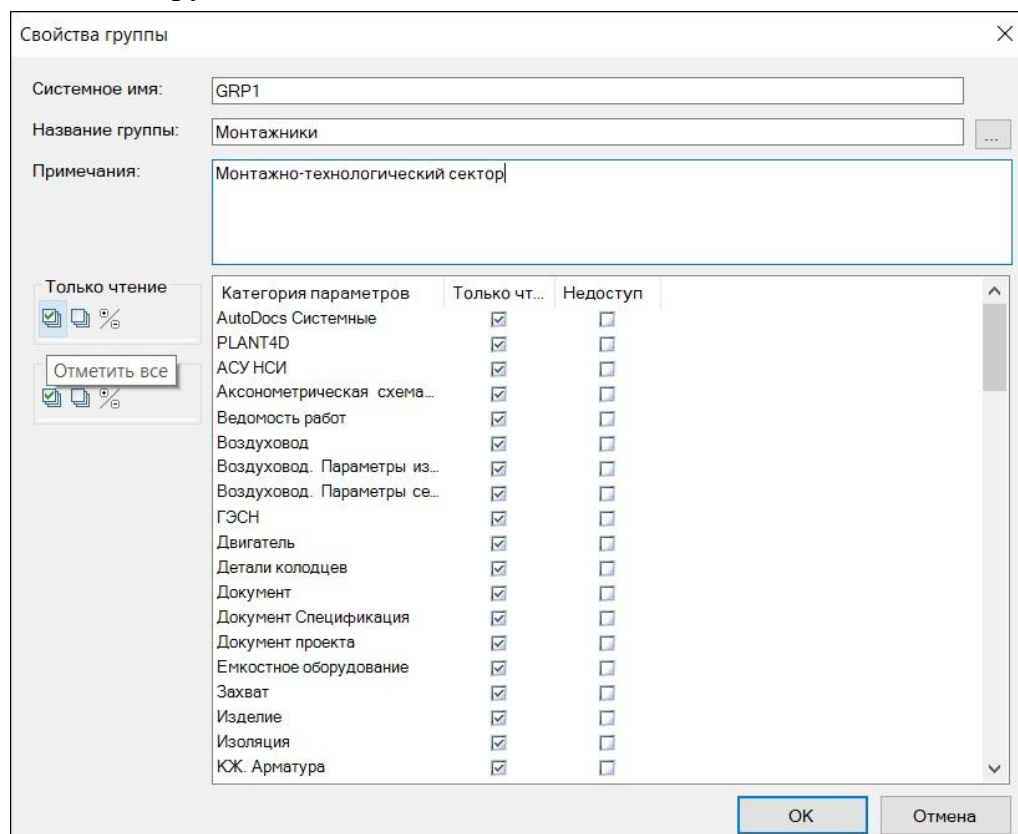 Свойства группы
Системное имя: GRP1
Название группы: Монтажники ...
Примечания: Монтажно-технологический сектор
Только чтение
Отметить все
Категория параметров Только чт... Недоступ
AutoDocs Системные
PLANT4D
АСУ НСИ
Аксонометрическая схема...
Ведомость работ
Воздуховод
Воздуховод. Параметры из...
Воздуховод. Параметры се...
ГЭСН
Двигатель
Детали колодцев
Документ
Документ Спецификация
Документ проекта
Емкостное оборудование
Захват
Изделие
Изоляция
КЖ. Арматура
OK Отмена